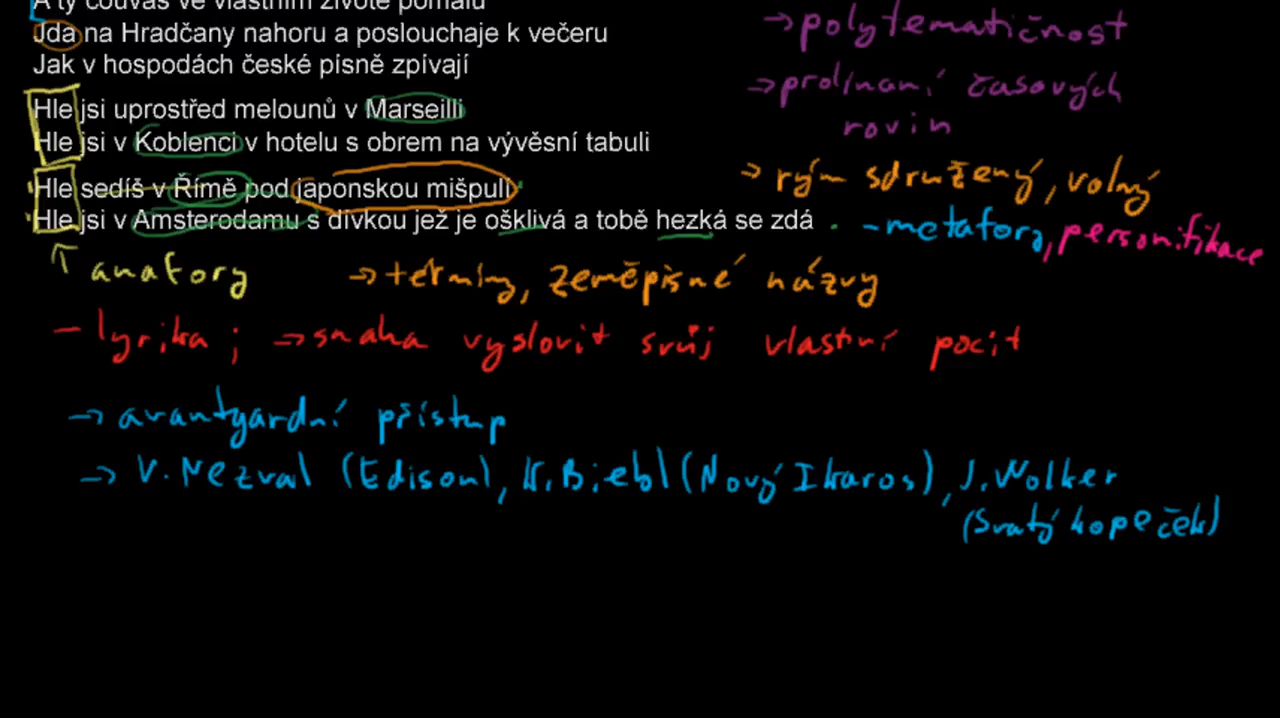 A ty couváš ve vlastním životě pomalu
Jda na Hradčany nahoru a poslouchaje k večeru
Jak v hospodách české písně zpívají
Hle jsi uprostřed melounů v Marseilli
Hle jsi v Koblenci v hotelu s obrem na vývěsní tabuli
Hle sedíš v Římě pod japonskou mišpulí
Hle jsi v Amsterodamu s dívkou jež je ošklivá a tobě hezká se zdá
→ polytematičnost
→ prolínaní časových
rovin
→ rým sdružený, volný
- metafory, personifikace
↑ anafory
→ termíny, zeměpisné názvy
- lyrika ; → snaha vyslovit svůj vlastní pocit
→ avantgardní přístup
→ V. Nezval (Edison), K. Biebl (Nový Ikaros), J. Wolker
(Svatý kopeček)